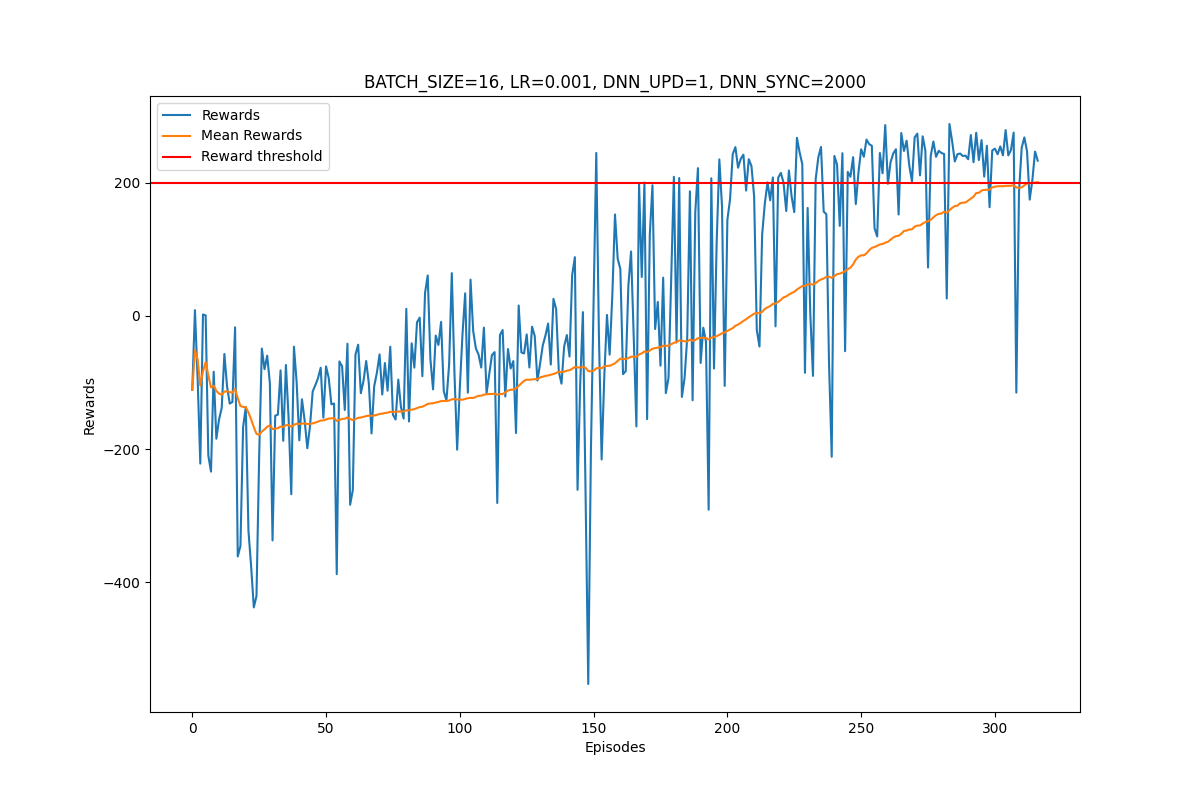 BATCH_SIZE=16, LR=0.001, DNN_UPD=1, DNN_SYNC=2000
Rewards
Mean Rewards
Reward threshold
200
0
−200
−400
Rewards
0 50 100 150 200 250 300
Episodes